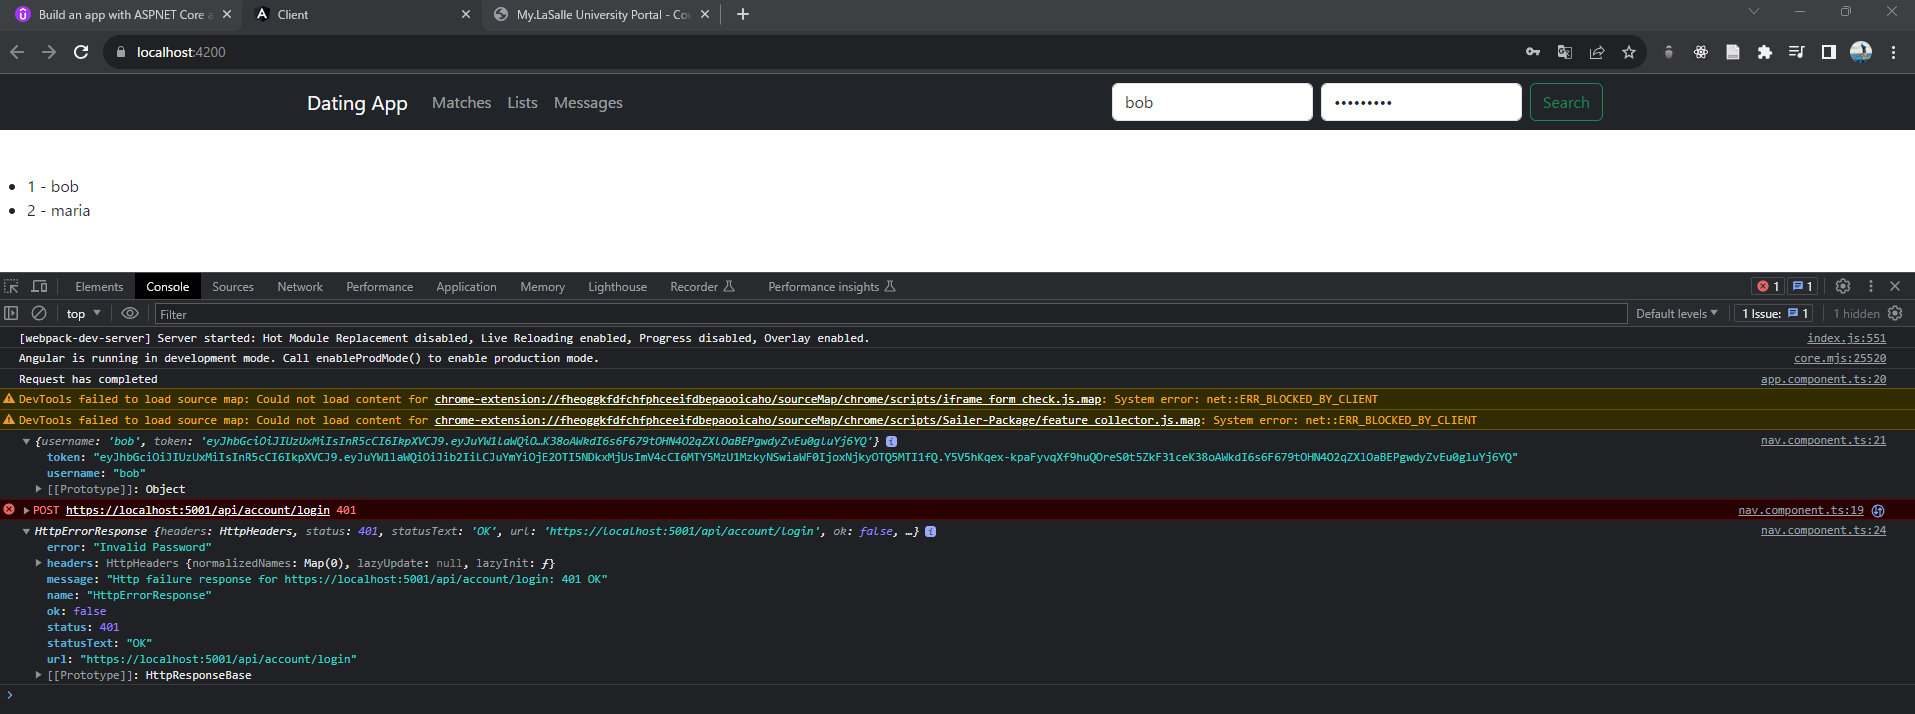 Build an app with ASPNET Core a
Client
My.LaSalle University Portal - Cou
localhost:4200
Dating App Matches Lists Messages bob ••••••••• Search
1 - bob
2 - maria
Elements Console Sources Network Performance Application Memory Lighthouse Recorder Performance insights 1 1
top Filter Default levels 1 Issue: 1 1 hidden
[webpack-dev-server] Server started: Hot Module Replacement disabled, Live Reloading enabled, Progress disabled, Overlay enabled. index.js:551
Angular is running in development mode. Call enableProdMode() to enable production mode. core.mjs:25520
Request has completed app.component.ts:20
DevTools failed to load source map: Could not load content for chrome-extension://fheoggkfdfchfphceeifdbepaooicaho/sourceMap/chrome/scripts/iframe_form_check.js.map: System error: net::ERR_BLOCKED_BY_CLIENT
DevTools failed to load source map: Could not load content for chrome-extension://fheoggkfdfchfphceeifdbepaooicaho/sourceMap/chrome/scripts/Sailer-Package/feature_collector.js.map: System error: net::ERR_BLOCKED_BY_CLIENT
{username: 'bob', token: 'eyJhbGciOiJIUzUxMiIsInR5cCI6IkpXVCJ9.eyJuYW1laWQiO…K38oAWkdI6s6F679tOHN4O2qZXlOaBEPgwdyZvEu0gluYj6YQ'} nav.component.ts:21
token: "eyJhbGciOiJIUzUxMiIsInR5cCI6IkpXVCJ9.eyJuYW1laWQiOiJib2IiLCJuYmYiOjE2OTI5NDkxMjUsImV4cCI6MTY5MzU1MzkyNSwiaWF0IjoxNjkyOTQ5MTI1fQ.Y5V5hKqex-kpaFyvqXf9huQOreS0t5ZkF31ceK38oAWkdI6s6F679tOHN4O2qZXlOaBEPgwdyZvEu0gluYj6YQ"
username: "bob"
[[Prototype]]: Object
POST https://localhost:5001/api/account/login 401 nav.component.ts:19
HttpErrorResponse {headers: HttpHeaders, status: 401, statusText: 'OK', url: 'https://localhost:5001/api/account/login', ok: false, …} nav.component.ts:24
error: "Invalid Password"
headers: HttpHeaders {normalizedNames: Map(0), lazyUpdate: null, lazyInit: ƒ}
message: "Http failure response for https://localhost:5001/api/account/login: 401 OK"
name: "HttpErrorResponse"
ok: false
status: 401
statusText: "OK"
url: "https://localhost:5001/api/account/login"
[[Prototype]]: HttpResponseBase